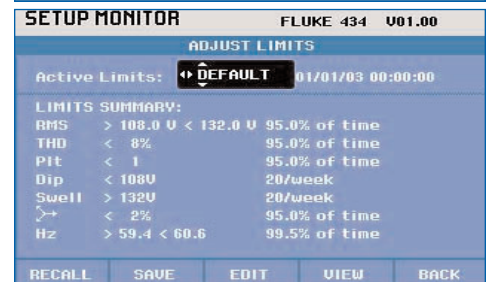 SETUP MONITOR FLUKE 434 V01.00
ADJUST LIMITS
Active Limits: DEFAULT 01/01/03 00:00:00
LIMITS SUMMARY:
RMS > 108.0 V < 132.0 V 95.0% of time
THD < 8% 95.0% of time
Plt < 1 95.0% of time
Dip < 108V 20/week
Swell > 132V 20/week
< 2% 95.0% of time
Hz > 59.4 < 60.6 99.5% of time
RECALL SAVE EDIT VIEW BACK